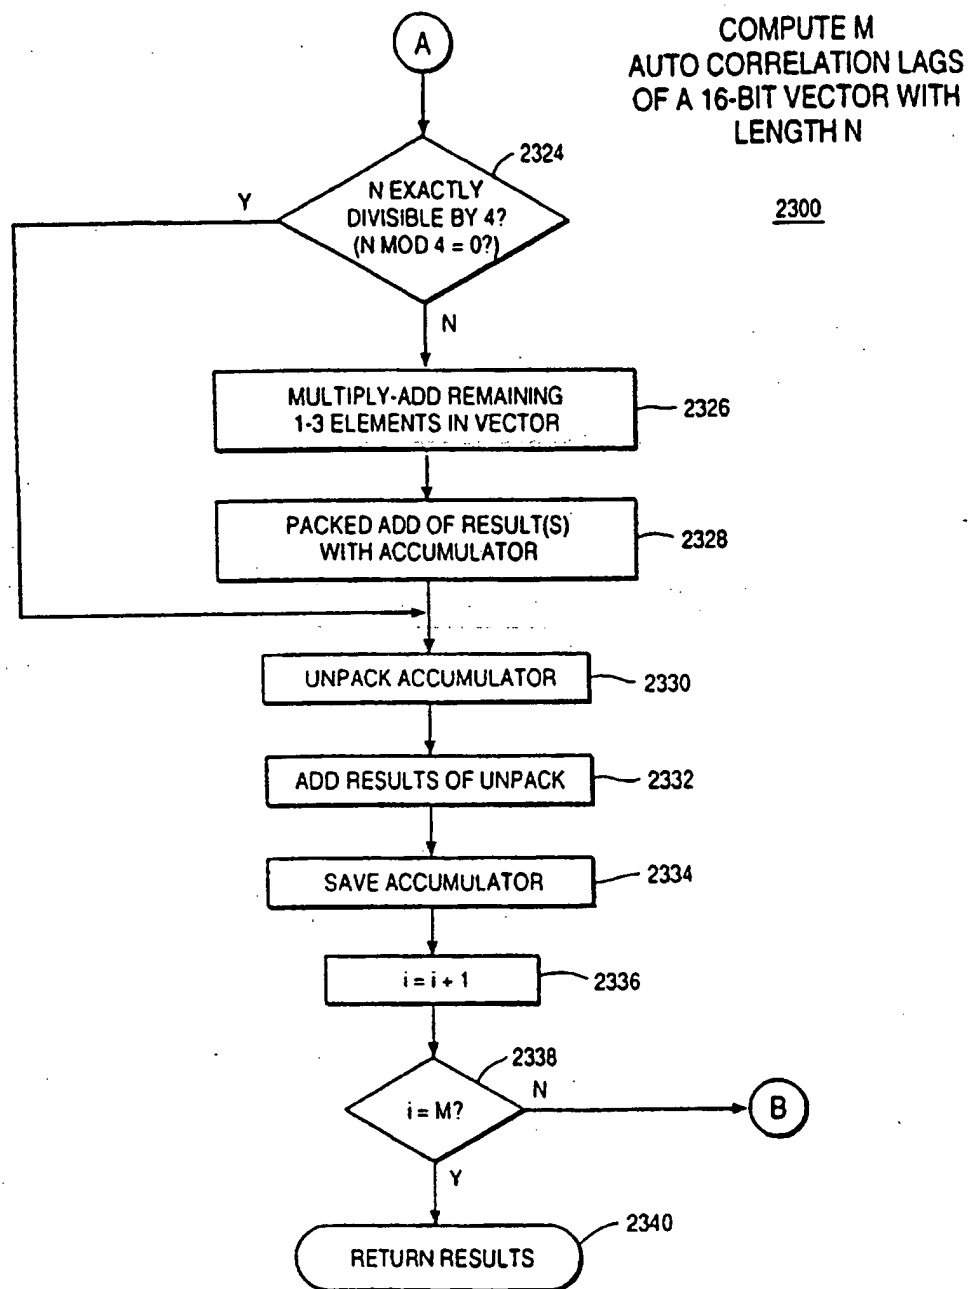 A
COMPUTE M
AUTO CORRELATION LAGS
OF A 16-BIT VECTOR WITH
LENGTH N
2300
2324
N EXACTLY
DIVISIBLE BY 4?
(N MOD 4 = 0?)
Y
N
MULTIPLY-ADD REMAINING
1-3 ELEMENTS IN VECTOR
2326
PACKED ADD OF RESULT(S)
WITH ACCUMULATOR
2328
UNPACK ACCUMULATOR
2330
ADD RESULTS OF UNPACK
2332
SAVE ACCUMULATOR
2334
i = i + 1
2336
2338
i = M?
N
B
Y
RETURN RESULTS
2340